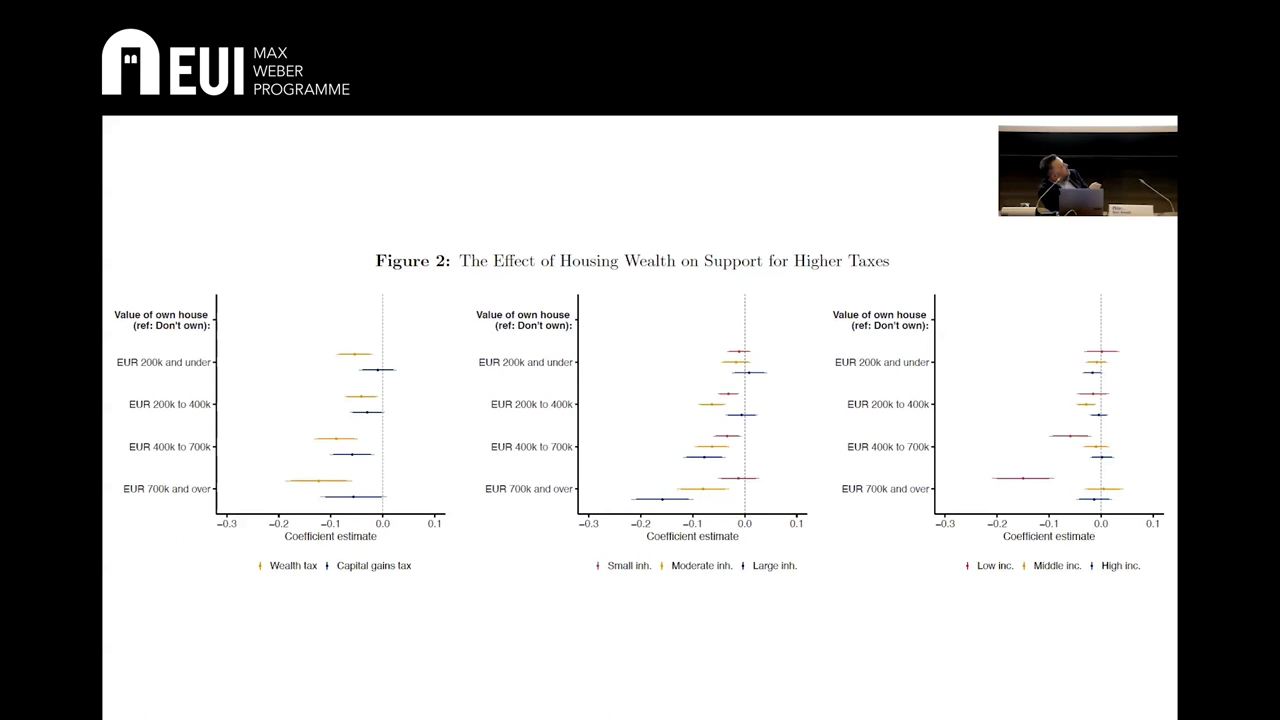 EUI
MAX
WEBER
PROGRAMME
Figure 2: The Effect of Housing Wealth on Support for Higher Taxes
Value of own house
(ref: Don't own):
EUR 200k and under
EUR 200k to 400k
EUR 400k to 700k
EUR 700k and over
−0.3 −0.2 −0.1 0.0 0.1
Coefficient estimate
Wealth tax Capital gains tax
Value of own house
(ref: Don't own):
EUR 200k and under
EUR 200k to 400k
EUR 400k to 700k
EUR 700k and over
−0.3 −0.2 −0.1 0.0 0.1
Coefficient estimate
Small inh. Moderate inh. Large inh.
Value of own house
(ref: Don't own):
EUR 200k and under
EUR 200k to 400k
EUR 400k to 700k
EUR 700k and over
−0.3 −0.2 −0.1 0.0 0.1
Coefficient estimate
Low inc. Middle inc. High inc.